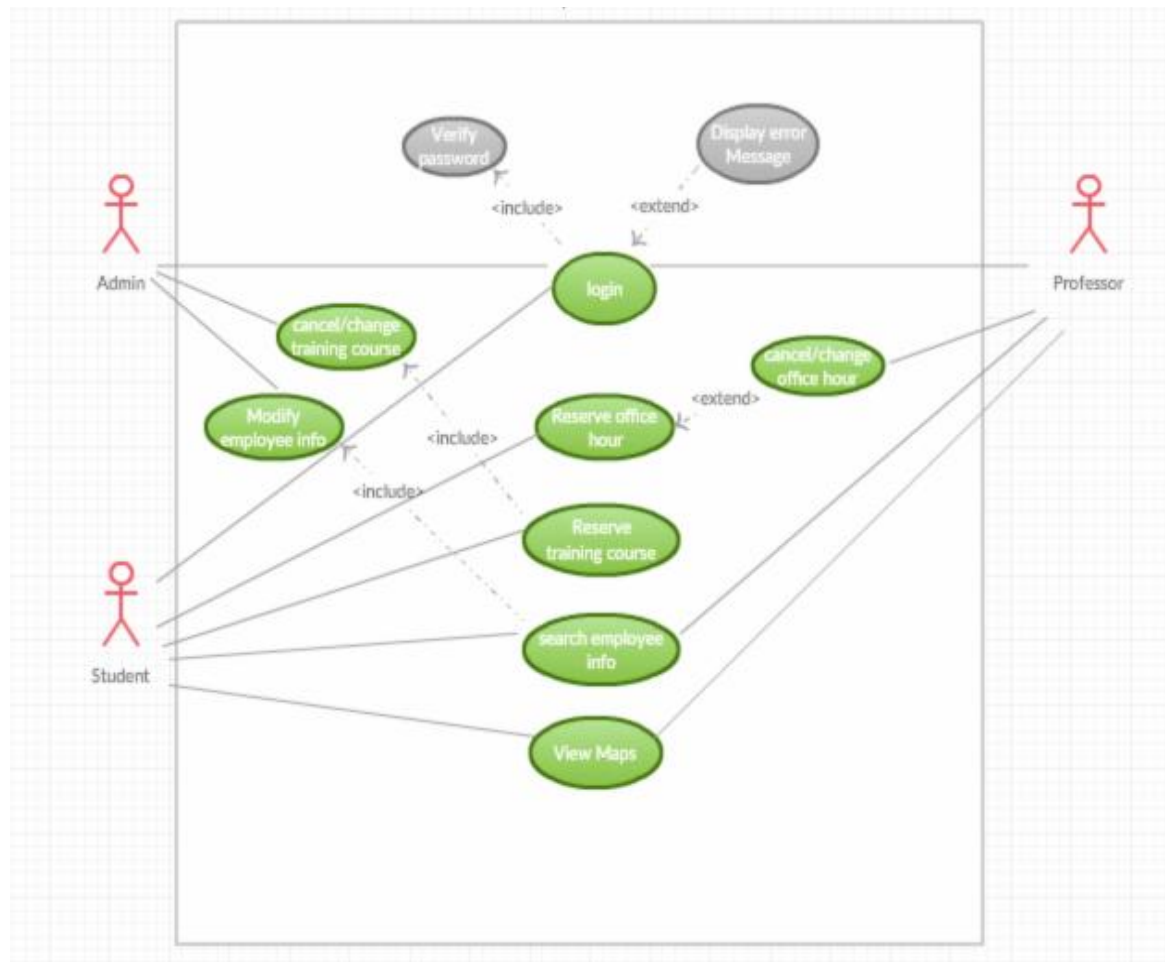 Verify
password
Display error
Message
<include>
<extend>
Admin
login
Professor
cancel/change
training course
cancel/change
office hour
<extend>
Modify
employee info
Reserve office
hour
<include>
<include>
Reserve
training course
Student
search employee
info
View Maps